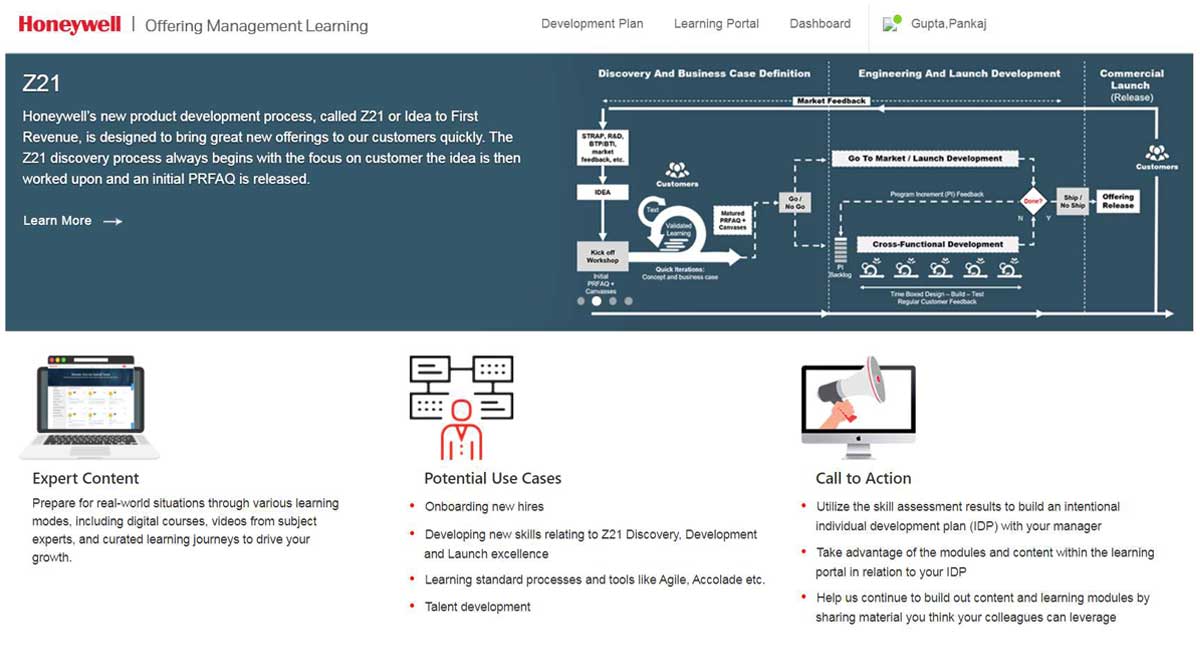 Honeywell | Offering Management Learning
Development Plan
Learning Portal
Dashboard
Gupta,Pankaj
Z21
Honeywell's new product development process, called Z21 or Idea to First
Revenue, is designed to bring great new offerings to our customers quickly. The
Z21 discovery process always begins with the focus on customer the idea is then
worked upon and an initial PRFAQ is released.
Learn More
Discovery And Business Case Definition
Engineering And Launch Development
Commercial
Launch
(Release)
Market Feedback
STRAP, R&D,
BTP/BTI,
market
feedback, etc.
IDEA
Kick off
Workshop
Initial
PRFAQ +
Canvasses
Customers
Text
Validated
Learning
Quick Iterations:
Concept and business case
Matured
PRFAQ +
Canvases
Go /
No Go
Go To Market / Launch Development
Program Increment (PI) Feedback
PI
Backlog
Cross-Functional Development
Time Boxed Design – Build – Test
Regular Customer Feedback
Done?
N
Y
Ship /
No Ship
Offering
Release
Customers
Expert Content
Prepare for real-world situations through various learning
modes, including digital courses, videos from subject
experts, and curated learning journeys to drive your
growth.
Potential Use Cases
• Onboarding new hires
• Developing new skills relating to Z21 Discovery, Development
and Launch excellence
• Learning standard processes and tools like Agile, Accolade etc.
• Talent development
Call to Action
• Utilize the skill assessment results to build an intentional
individual development plan (IDP) with your manager
• Take advantage of the modules and content within the learning
portal in relation to your IDP
• Help us continue to build out content and learning modules by
sharing material you think your colleagues can leverage